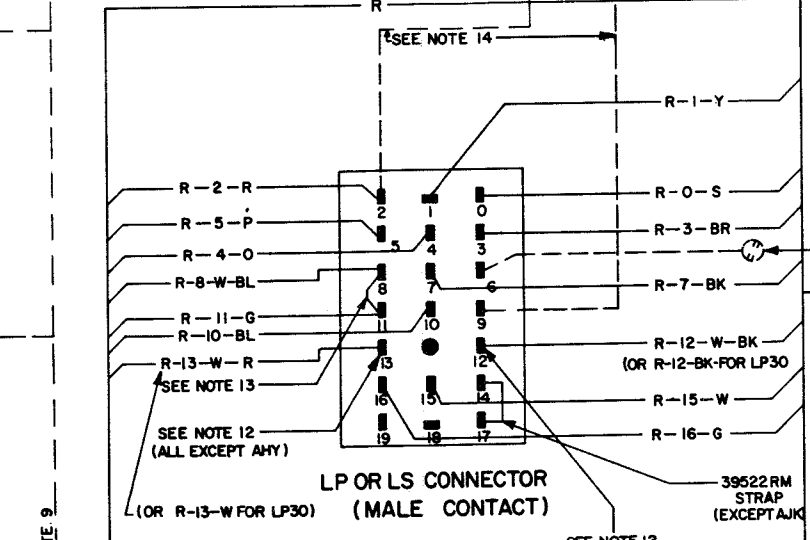 R
SEE NOTE 14
R-1-Y
R-2-R
R-0-S
2 1 0
R-5-P
R-3-BR
5 4 3
R-4-O
R-8-W-BL
R-7-BK
8 7 6
R-11-G
11 10 9
R-10-BL
R-12-W-BK
(OR R-12-BK-FOR LP30
R-13-W-R
13 12
SEE NOTE 13
16 15 14
R-15-W
SEE NOTE 12
(ALL EXCEPT AHY)
19 18 17
R-16-G
LP OR LS CONNECTOR
(MALE CONTACT)
(OR R-13-W FOR LP30)
39522RM
STRAP
(EXCEPT AJK
SEE NOTE